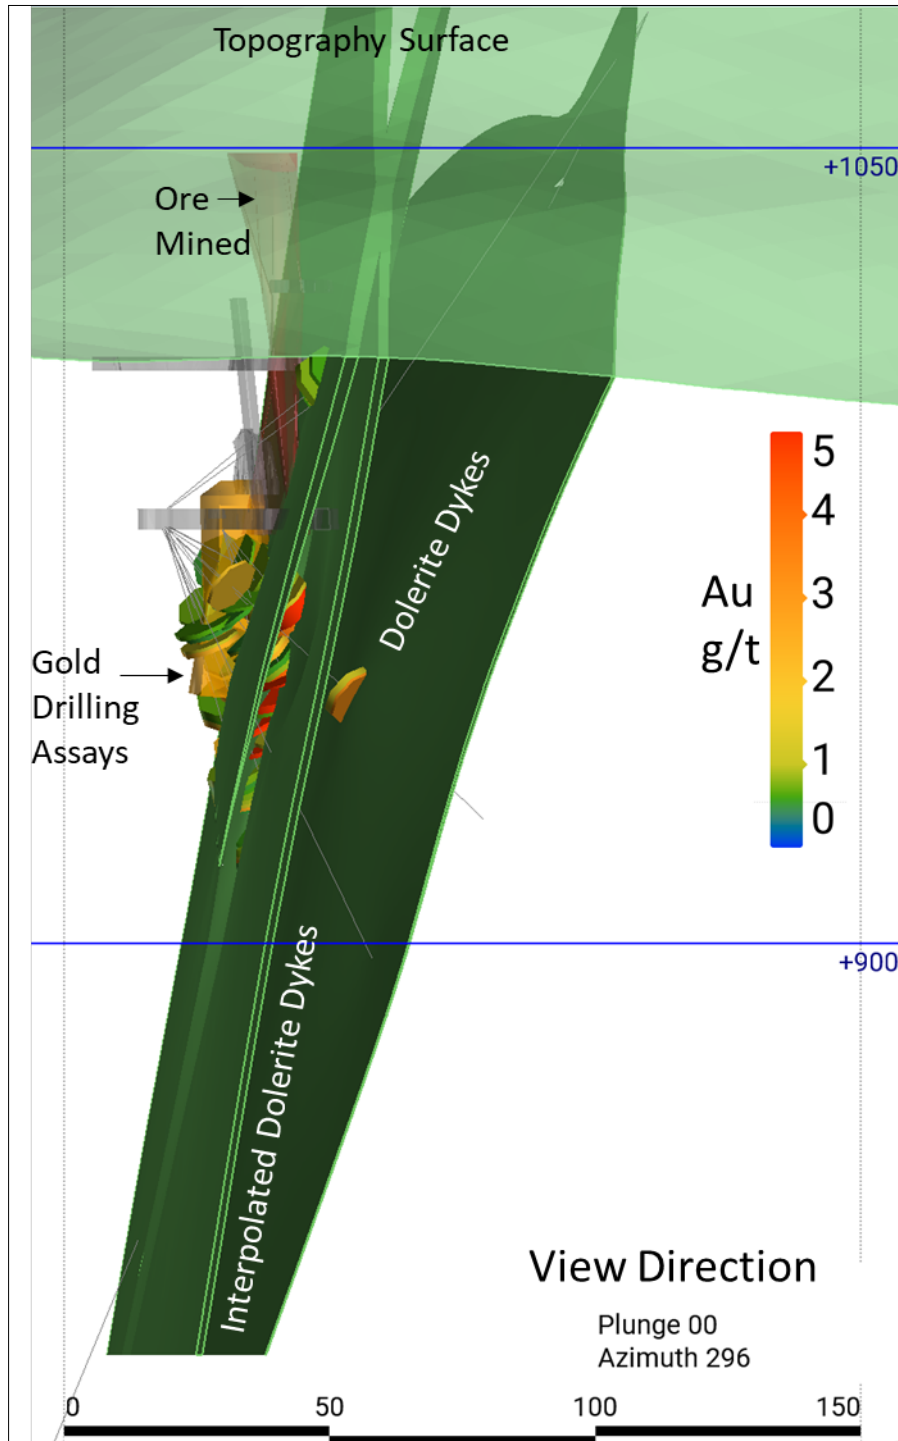 Topography Surface
+1050
Ore
Mined
Dolerite Dykes
5
4
Au
g/t
3
2
1
0
Gold
Drilling
Assays
+900
Interpolated Dolerite Dykes
View Direction
Plunge 00
Azimuth 296
0 50 100 150